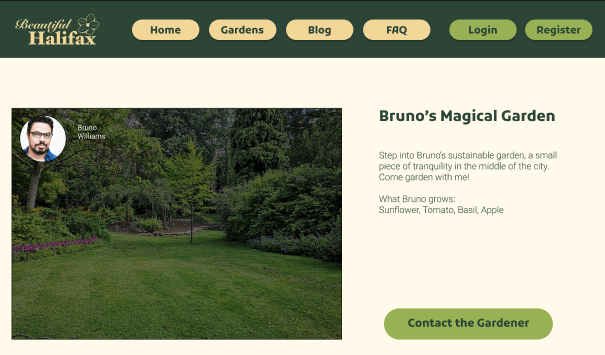 Beautiful
Halifax
Home
Gardens
Blog
FAQ
Login
Register
Bruno
Williams
Bruno's Magical Garden
Step into Bruno's sustainable garden, a small
piece of tranquility in the middle of the city.
Come garden with me!
What Bruno grows:
Sunflower, Tomato, Basil, Apple
Contact the Gardener